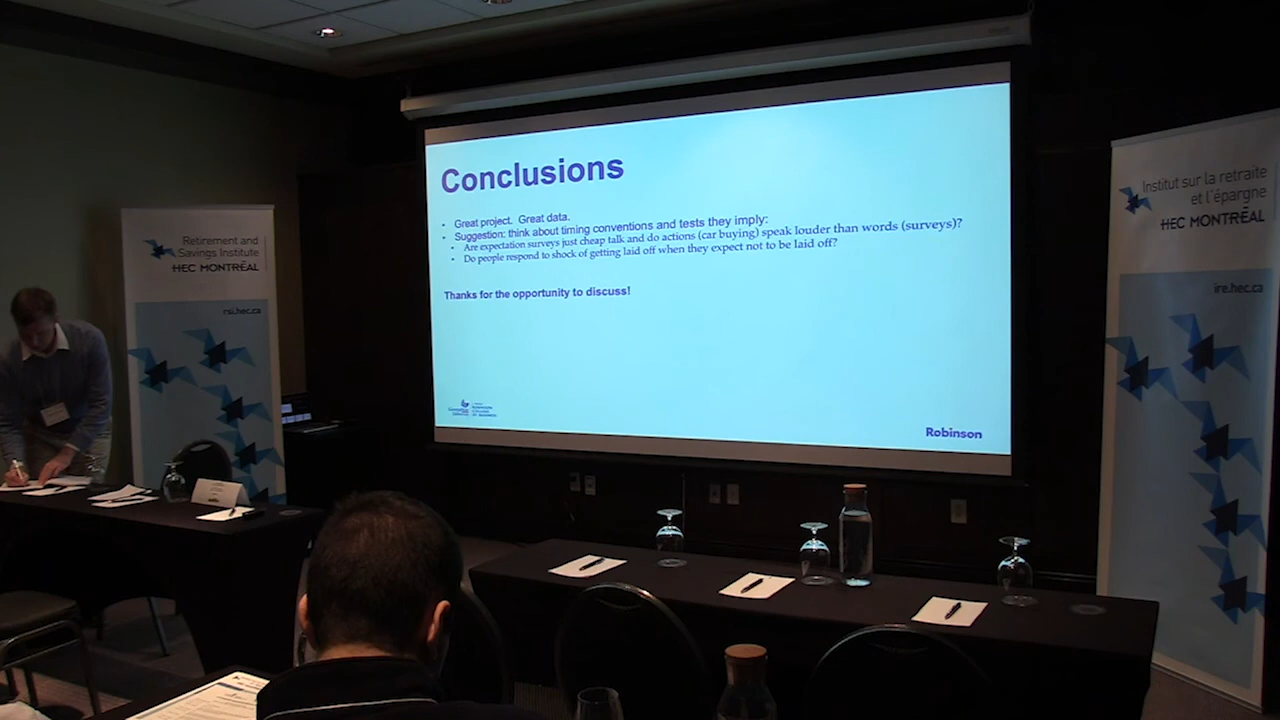 Conclusions
• Great project. Great data.
• Suggestion: think about timing conventions and tests they imply:
• Are expectation surveys just cheap talk and do actions (car buying) speak louder than words (surveys)?
• Do people respond to shock of getting laid off when they expect not to be laid off?
Thanks for the opportunity to discuss!
Robinson
Retirement and
Savings Institute
HEC MONTRÉAL
rsi.hec.ca
Institut sur la retraite
et l'épargne
HEC MONTRÉAL
ire.hec.ca